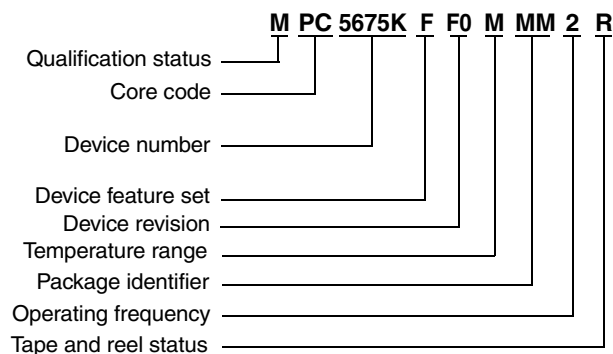 M PC 5675K F F0 M MM 2 R
Qualification status
Core code
Device number
Device feature set
Device revision
Temperature range
Package identifier
Operating frequency
Tape and reel status